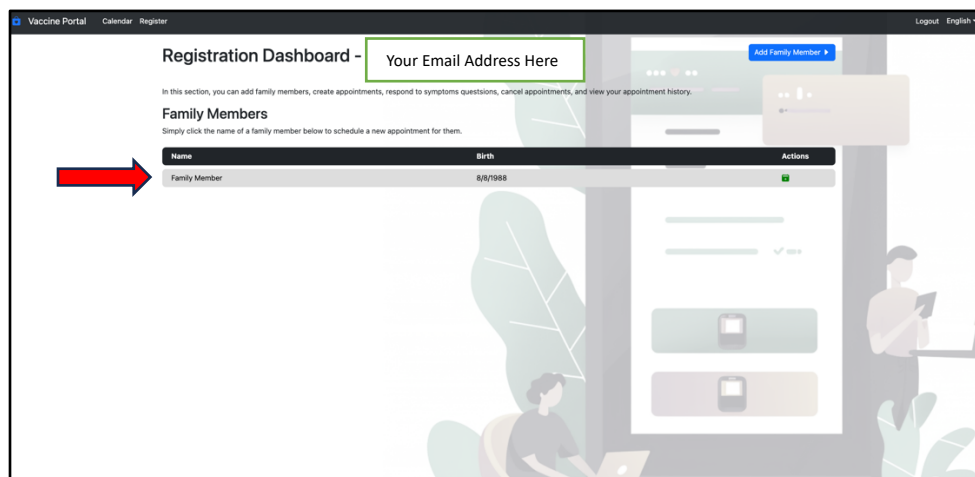 Vaccine Portal Calendar Register Logout English
Registration Dashboard - Your Email Address Here
Add Family Member
In this section, you can add family members, create appointments, respond to symptoms questsions, cancel appointments, and view your appointment history.
Family Members
Simply click the name of a family member below to schedule a new appointment for them.
Name Birth Actions
Family Member 8/8/1988